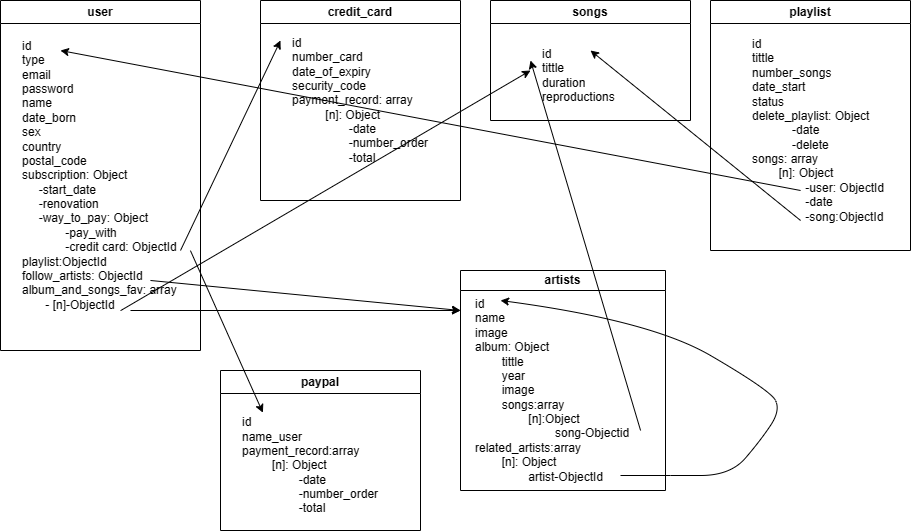 user
id
type
email
password
name
date_born
sex
country
postal_code
subscription: Object
-start_date
-renovation
-way_to_pay: Object
-pay_with
-credit card: ObjectId
playlist:ObjectId
follow_artists: ObjectId
album_and_songs_fav: array
- [n]-ObjectId
credit_card
id
number_card
date_of_expiry
security_code
payment_record: array
[n]: Object
-date
-number_order
-total
songs
id
tittle
duration
reproductions
playlist
id
tittle
number_songs
date_start
status
delete_playlist: Object
-date
-delete
songs: array
[n]: Object
-user: ObjectId
-date
-song:ObjectId
paypal
id
name_user
payment_record:array
[n]: Object
-date
-number_order
-total
artists
id
name
image
album: Object
tittle
year
image
songs:array
[n]:Object
song-Objectid
related_artists:array
[n]: Object
artist-ObjectId